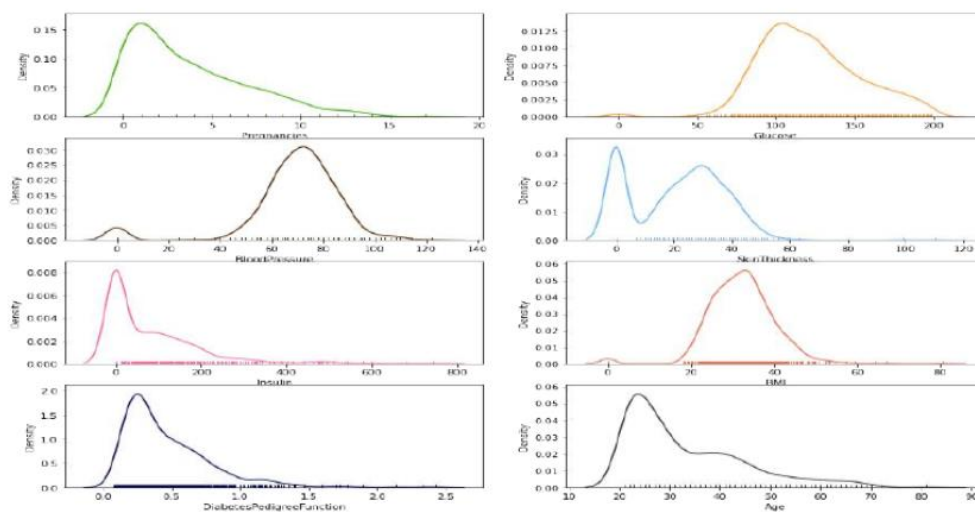 Density
0.15
0.10
0.05
0.00
0 5 10 15 20
Pregnancies
Density
0.0125
0.0100
0.0075
0.0050
0.0025
0.0000
0 50 100 150 200
Glucose
Density
0.030
0.025
0.020
0.015
0.010
0.005
0.000
0 20 40 60 80 100 120 140
BloodPressure
Density
0.03
0.02
0.01
0.00
0 20 40 60 80 100 120
SkinThickness
Density
0.008
0.006
0.004
0.002
0.000
0 200 400 600 800
Insulin
Density
0.06
0.05
0.04
0.03
0.02
0.01
0.00
0 20 40 60 80
BMI
Density
2.0
1.5
1.0
0.5
0.0
0.0 0.5 1.0 1.5 2.0 2.5
DiabetesPedigreeFunction
Density
0.06
0.05
0.04
0.03
0.02
0.01
0.00
10 20 30 40 50 60 70 80 90
Age